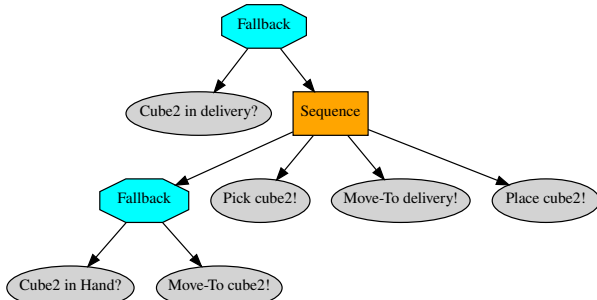 Fallback
Cube2 in delivery?
Sequence
Fallback
Pick cube2!
Move-To delivery!
Place cube2!
Cube2 in Hand?
Move-To cube2!